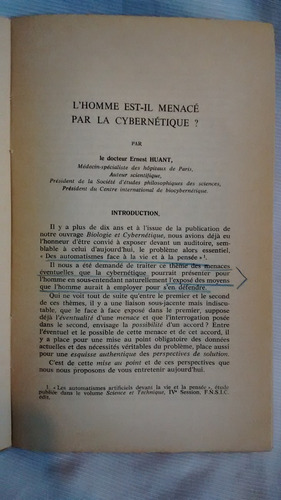 L'HOMME EST-IL MENACÉ
PAR LA CYBERNÉTIQUE ?
PAR
le docteur Ernest HUANT,
Médecin-spécialiste des hôpitaux de Paris,
Auteur scientifique,
Président de la Société d'études philosophiques des sciences,
Président du Centre international de biocybernétique.
INTRODUCTION.
Il y a plus de dix ans et à l'issue de la publication de
notre ouvrage Biologie et Cybernétique, nous avions déjà eu
l'honneur d'être convié à exposer devant un auditoire, sem-
blable à celui d'aujourd'hui, le problème alors essentiel,
« Des automatismes face à la vie et à la pensée »¹.
Il nous a été demandé de traiter ce thème des menaces
éventuelles que la cybernétique pourrait présenter pour
l'homme en sous-entendant naturellement l'exposé des moyens
que l'homme aurait à employer pour s'en défendre.
Qui ne voit tout de suite qu'entre le premier et le second
de ces thèmes, il y a une liaison sous-jacente mais indiscu-
table, que le face à face exposé dans le premier, suppose
déjà l'éventualité d'une menace et que l'interrogation posée
dans le second, envisage la possibilité d'un accord ? Entre
l'éventuel et le possible de cette menace et de cet accord, il
y a place pour une mise au point obligatoire des données
actuelles et des nécessités véritables du problème, place aussi
pour une esquisse authentique des perspectives de solution.
C'est de cette mise au point et de ces perspectives que
nous nous proposons de vous entretenir aujourd'hui.
1. « Les automatismes artificiels devant la vie et la pensée », étude
publiée dans le volume Science et Technique, IVe Session. F.N.S.I.C.
édit.